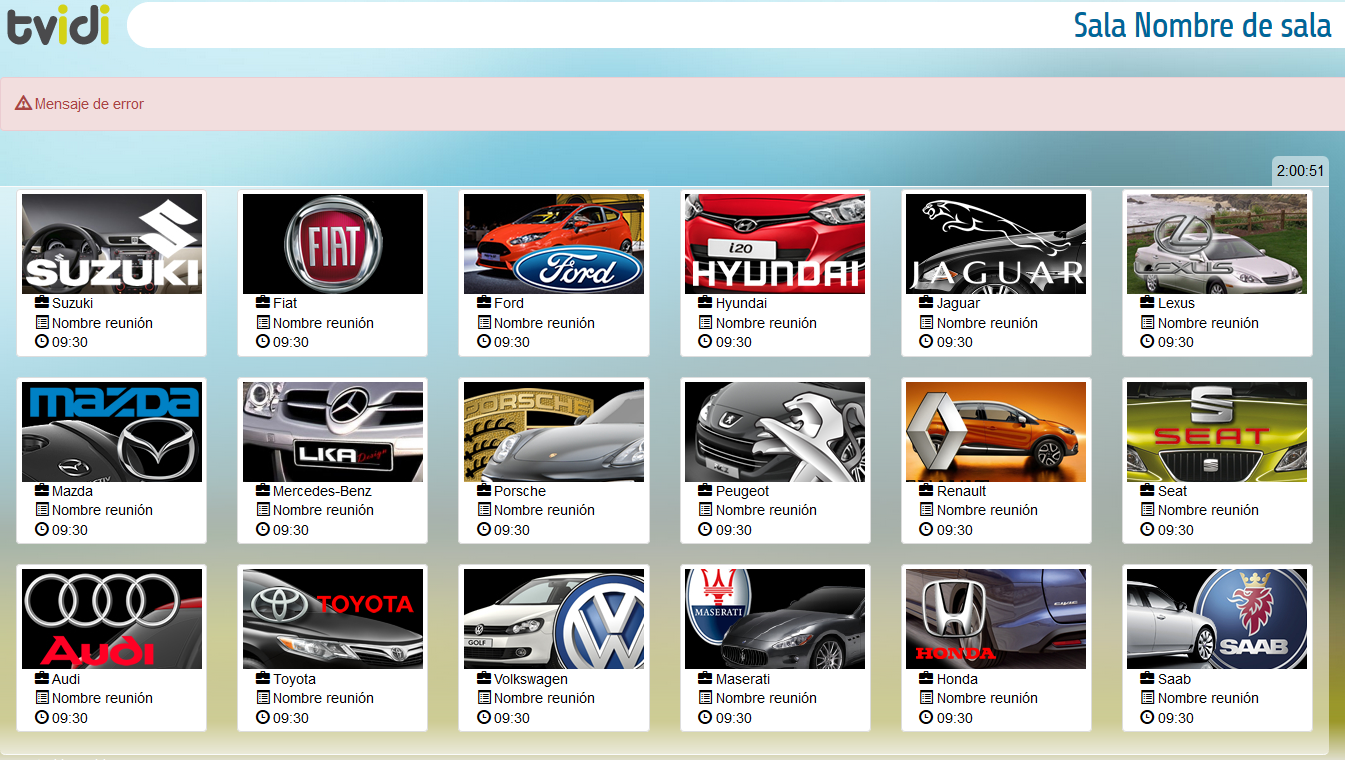 tvidi
Sala Nombre de sala
Mensaje de error
2:00:51
SUZUKI
Suzuki
Nombre reunión
09:30
FIAT
Fiat
Nombre reunión
09:30
Ford
Ford
Nombre reunión
09:30
i20
HYUNDAI
Hyundai
Nombre reunión
09:30
JAGUAR
Jaguar
Nombre reunión
09:30
LEXUS
Lexus
Nombre reunión
09:30
mazda
Mazda
Nombre reunión
09:30
LKA Design
Mercedes-Benz
Nombre reunión
09:30
PORSCHE
Porsche
Nombre reunión
09:30
Peugeot
Nombre reunión
09:30
Renault
Nombre reunión
09:30
SEAT
Seat
Nombre reunión
09:30
Audi
Audi
Nombre reunión
09:30
TOYOTA
Toyota
Nombre reunión
09:30
GOLF
Volkswagen
Nombre reunión
09:30
MASERATI
Maserati
Nombre reunión
09:30
HONDA
Honda
Nombre reunión
09:30
SAAB
Saab
Nombre reunión
09:30